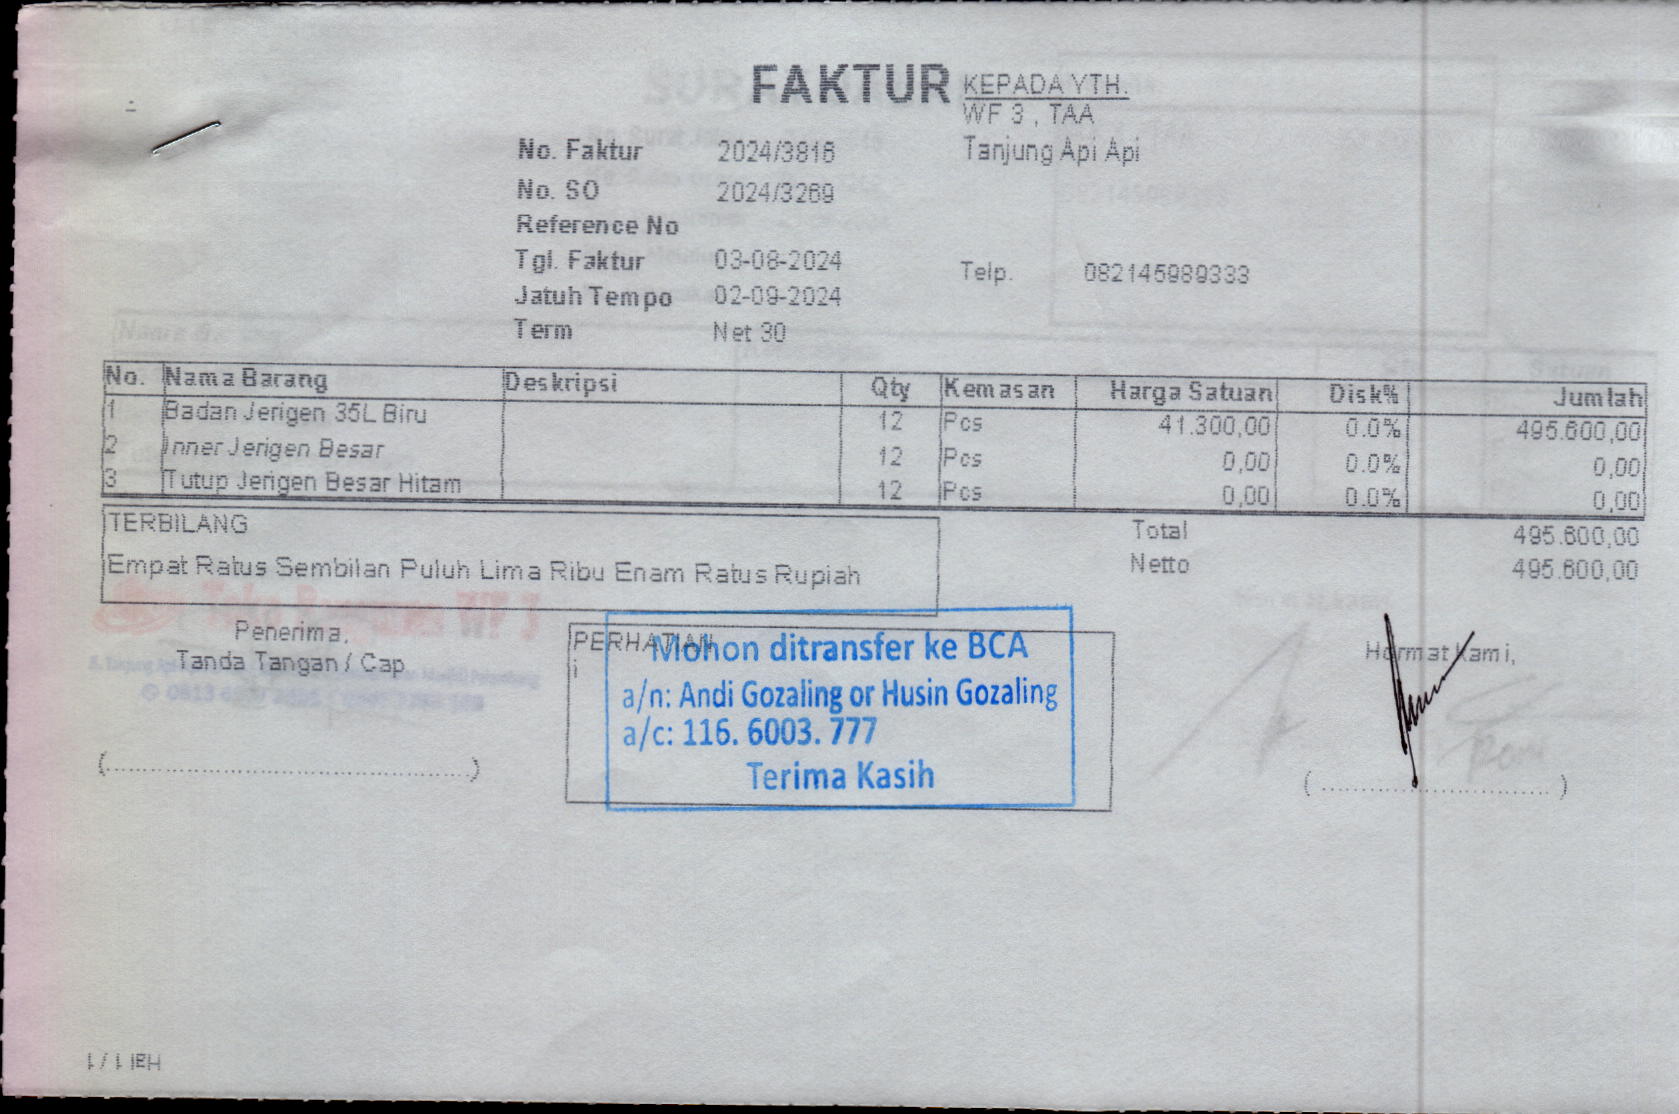 FAKTUR
KEPADA YTH.
WF 3 , TAA
Tanjung Api Api
No. Faktur 2024/3816
No. SO 2024/3269
Reference No
Tgl. Faktur 03-08-2024
Telp. 082145989333
Jatuh Tempo 02-09-2024
Term Net 30
No. Nama Barang Deskripsi Qty Kemasan Harga Satuan Disk% Jumlah
1 Badan Jerigen 35L Biru 12 Pcs 41.300,00 0.0% 495.600,00
2 Inner Jerigen Besar 12 Pcs 0,00 0.0% 0,00
3 Tutup Jerigen Besar Hitam 12 Pcs 0,00 0.0% 0,00
TERBILANG
Total 495.600,00
Empat Ratus Sembilan Puluh Lima Ribu Enam Ratus Rupiah
Netto 495.600,00
Penerima,
Tanda Tangan / Cap
PERHATIAN
i
Mohon ditransfer ke BCA
a/n: Andi Gozaling or Husin Gozaling
a/c: 116. 6003. 777
Terima Kasih
Hormat Kami,
Hal 1 / 1